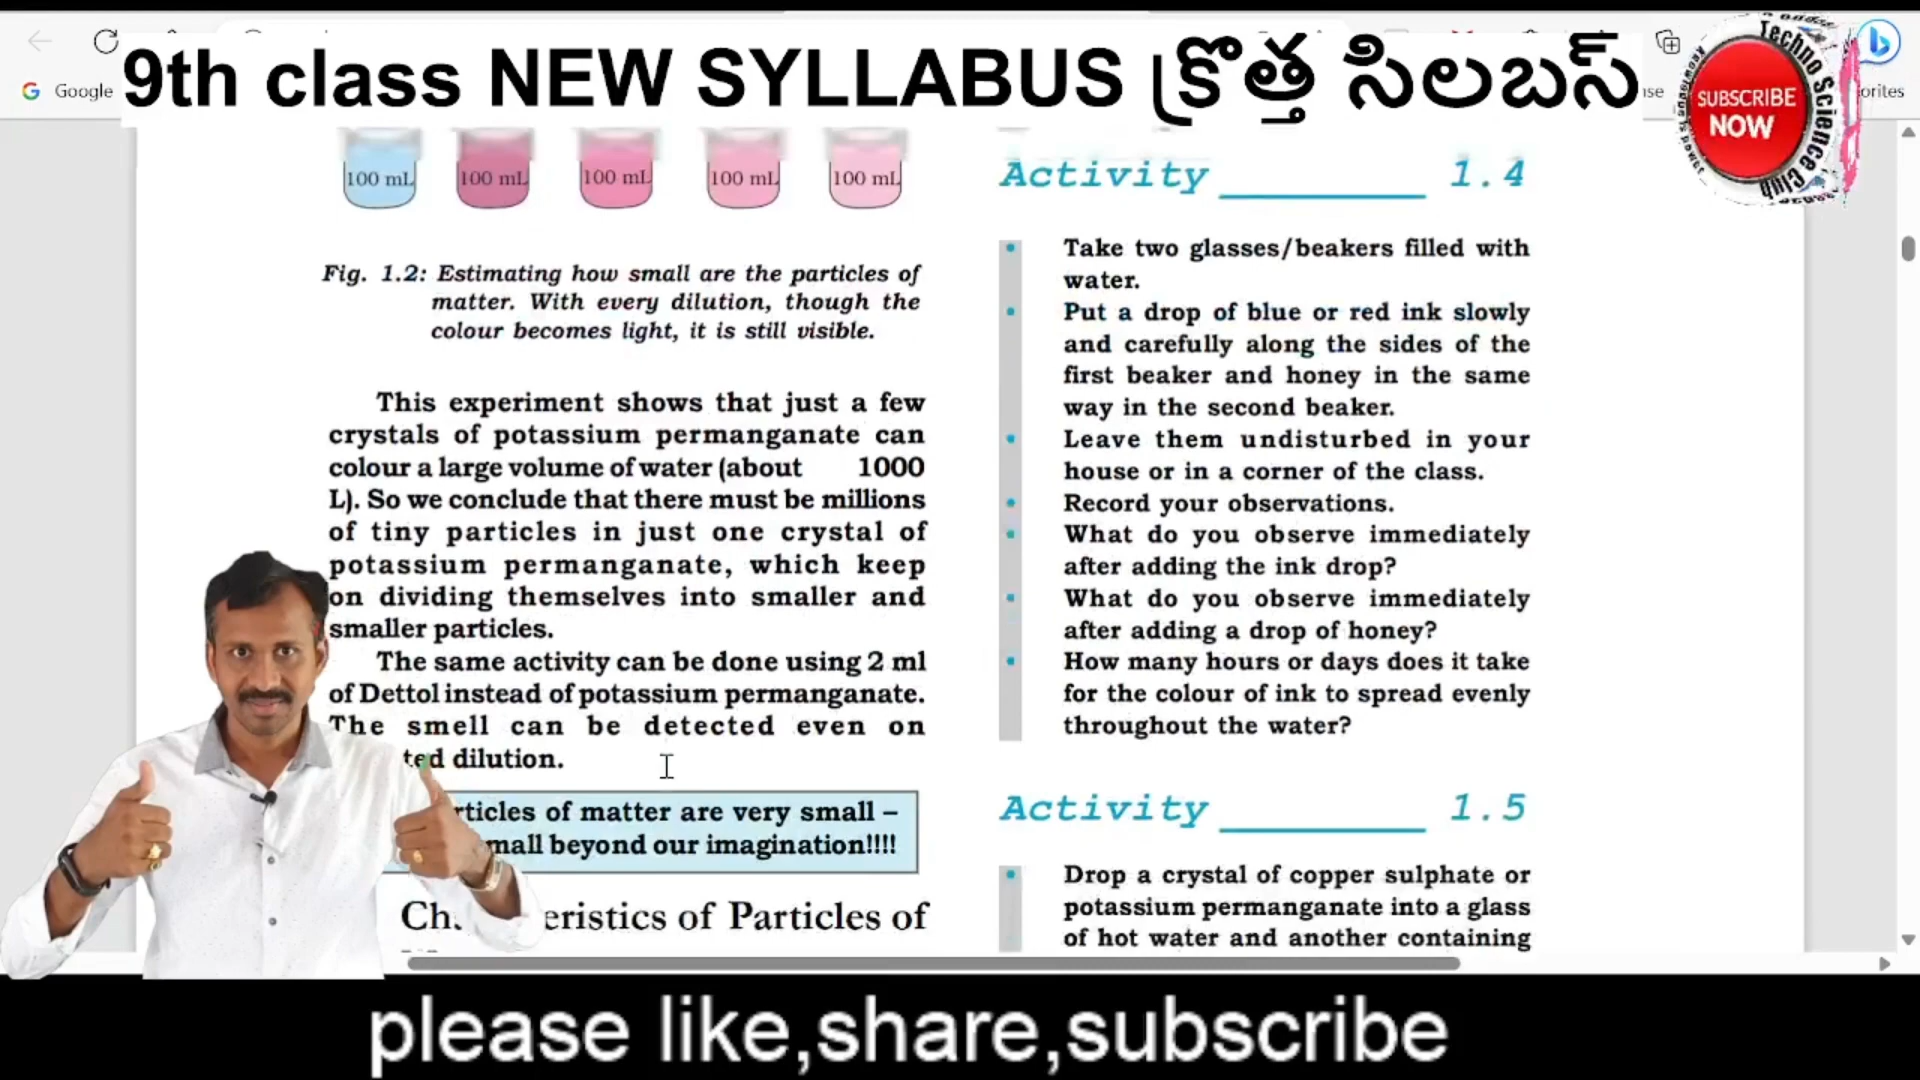 9th class NEW SYLLABUS క్రొత్త సిలబస్
Google
SUBSCRIBE
NOW
Techno Science Club
100 mL
100 mL
100 mL
100 mL
100 mL
Fig. 1.2: Estimating how small are the particles of
matter. With every dilution, though the
colour becomes light, it is still visible.
This experiment shows that just a few
crystals of potassium permanganate can
colour a large volume of water (about 1000
L). So we conclude that there must be millions
of tiny particles in just one crystal of
potassium permanganate, which keep
on dividing themselves into smaller and
smaller particles.
The same activity can be done using 2 ml
of Dettol instead of potassium permanganate.
The smell can be detected even on
ted dilution.
rticles of matter are very small –
mall beyond our imagination!!!!
Ch eristics of Particles of
Activity 1.4
• Take two glasses/beakers filled with
water.
• Put a drop of blue or red ink slowly
and carefully along the sides of the
first beaker and honey in the same
way in the second beaker.
• Leave them undisturbed in your
house or in a corner of the class.
• Record your observations.
• What do you observe immediately
after adding the ink drop?
• What do you observe immediately
after adding a drop of honey?
• How many hours or days does it take
for the colour of ink to spread evenly
throughout the water?
Activity 1.5
• Drop a crystal of copper sulphate or
potassium permanganate into a glass
of hot water and another containing
please like,share,subscribe